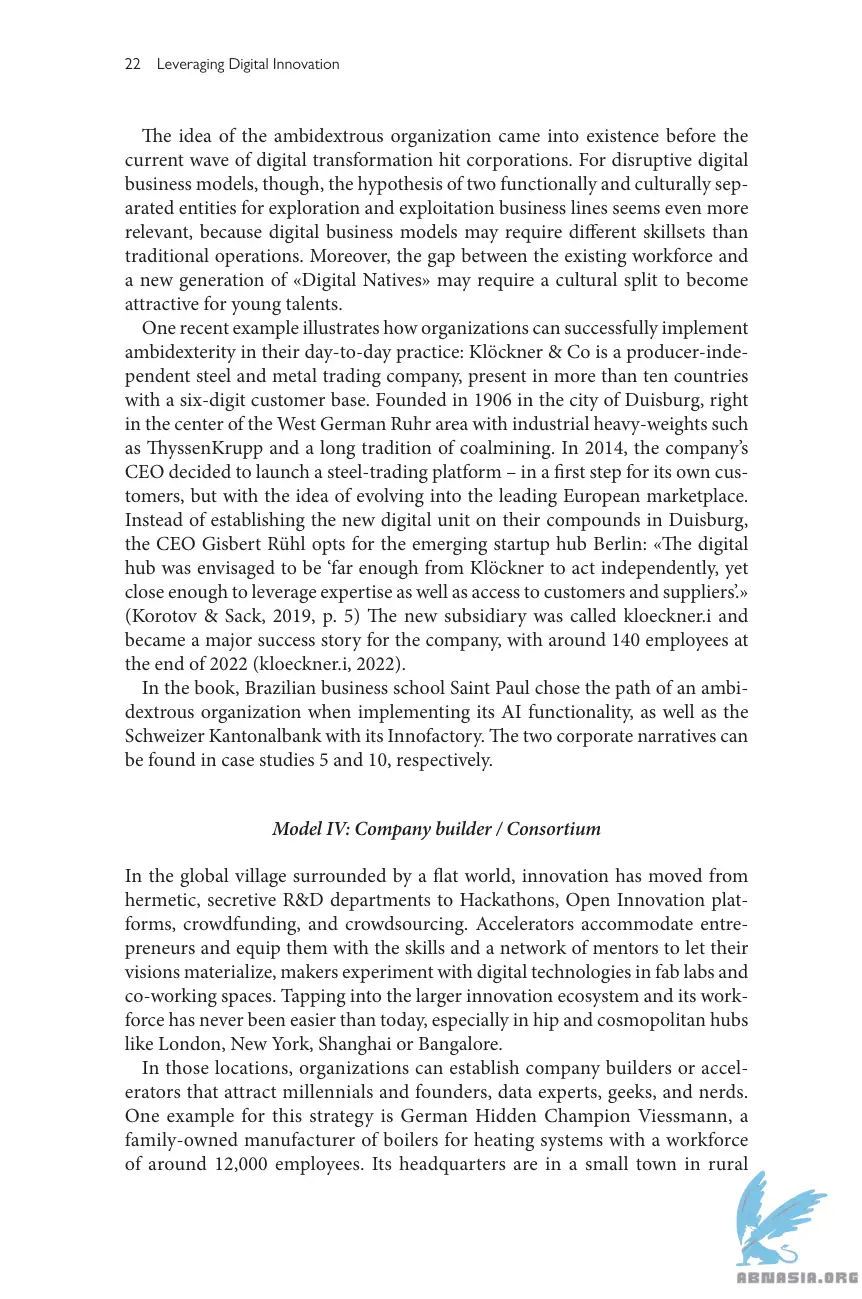 22 Leveraging Digital Innovation
The idea of the ambidextrous organization came into existence before the
current wave of digital transformation hit corporations. For disruptive digital
business models, though, the hypothesis of two functionally and culturally sep-
arated entities for exploration and exploitation business lines seems even more
relevant, because digital business models may require different skillsets than
traditional operations. Moreover, the gap between the existing workforce and
a new generation of «Digital Natives» may require a cultural split to become
attractive for young talents.
One recent example illustrates how organizations can successfully implement
ambidexterity in their day-to-day practice: Klöckner & Co is a producer-inde-
pendent steel and metal trading company, present in more than ten countries
with a six-digit customer base. Founded in 1906 in the city of Duisburg, right
in the center of the West German Ruhr area with industrial heavy-weights such
as ThyssenKrupp and a long tradition of coalmining. In 2014, the company’s
CEO decided to launch a steel-trading platform – in a first step for its own cus-
tomers, but with the idea of evolving into the leading European marketplace.
Instead of establishing the new digital unit on their compounds in Duisburg,
the CEO Gisbert Rühl opts for the emerging startup hub Berlin: «The digital
hub was envisaged to be ‘far enough from Klöckner to act independently, yet
close enough to leverage expertise as well as access to customers and suppliers’.»
(Korotov & Sack, 2019, p. 5) The new subsidiary was called kloeckner.i and
became a major success story for the company, with around 140 employees at
the end of 2022 (kloeckner.i, 2022).
In the book, Brazilian business school Saint Paul chose the path of an ambi-
dextrous organization when implementing its AI functionality, as well as the
Schweizer Kantonalbank with its Innofactory. The two corporate narratives can
be found in case studies 5 and 10, respectively.
Model IV: Company builder / Consortium
In the global village surrounded by a flat world, innovation has moved from
hermetic, secretive R&D departments to Hackathons, Open Innovation plat-
forms, crowdfunding, and crowdsourcing. Accelerators accommodate entre-
preneurs and equip them with the skills and a network of mentors to let their
visions materialize, makers experiment with digital technologies in fab labs and
co-working spaces. Tapping into the larger innovation ecosystem and its work-
force has never been easier than today, especially in hip and cosmopolitan hubs
like London, New York, Shanghai or Bangalore.
In those locations, organizations can establish company builders or accel-
erators that attract millennials and founders, data experts, geeks, and nerds.
One example for this strategy is German Hidden Champion Viessmann, a
family-owned manufacturer of boilers for heating systems with a workforce
of around 12,000 employees. Its headquarters are in a small town in rural
ABNASIA.ORG